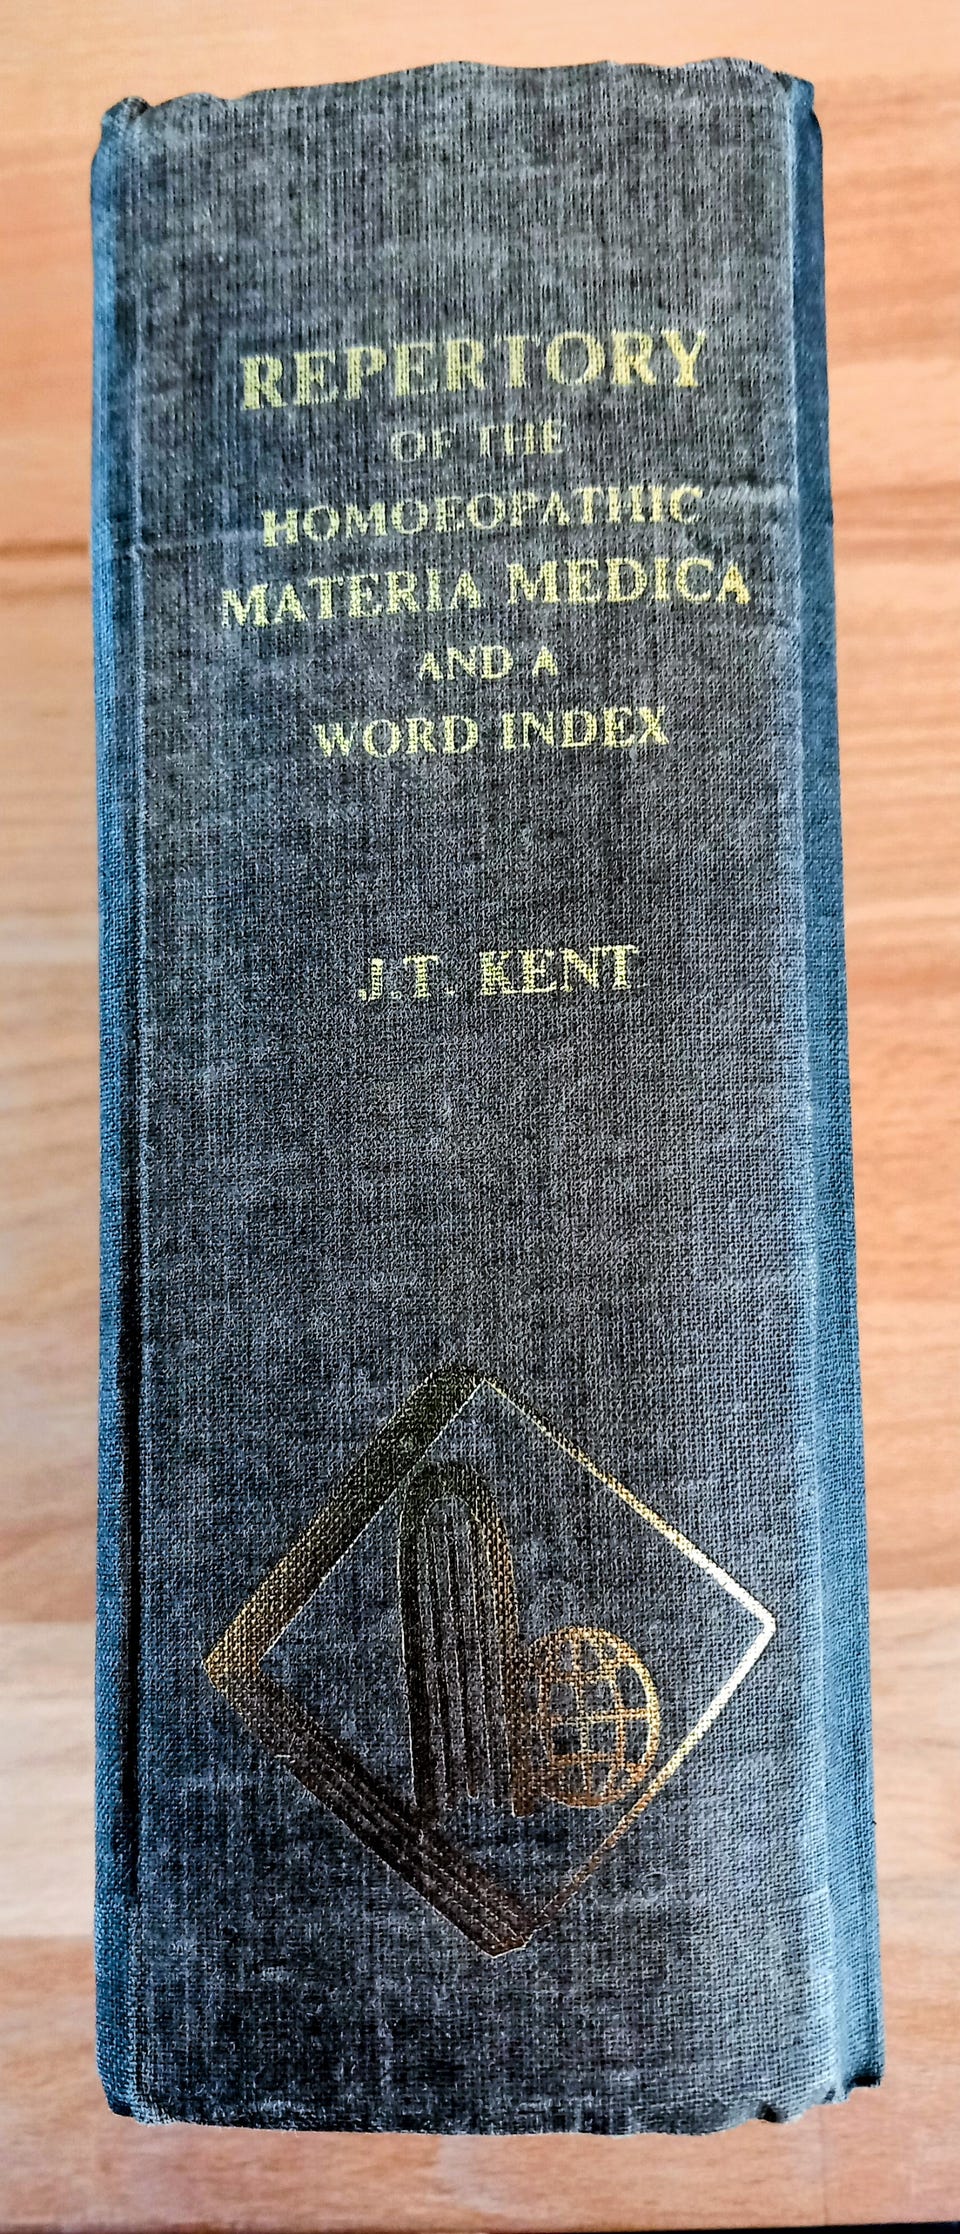 REPERTORY
OF THE
HOMOEOPATHIC
MATERIA MEDICA
AND A
WORD INDEX
J.T. KENT